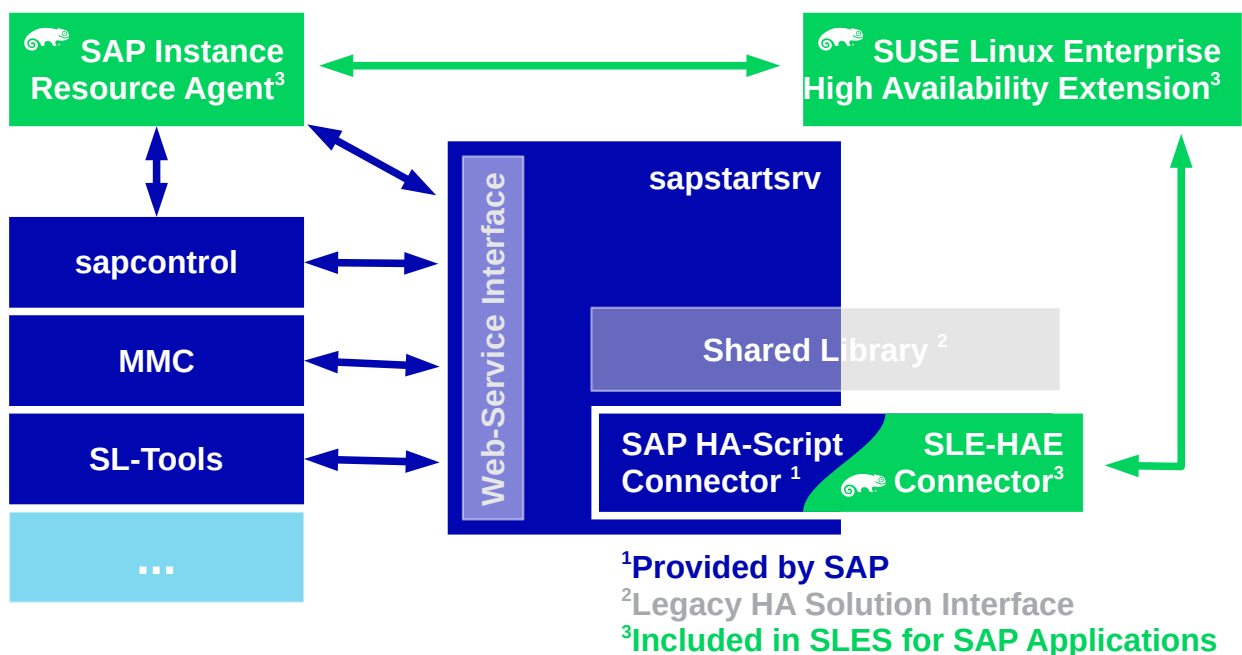 SAP Instance
Resource Agent³
SUSE Linux Enterprise
High Availability Extension³
sapstartsrv
Web-Service Interface
sapcontrol
MMC
SL-Tools
...
Shared Library ²
SAP HA-Script
Connector ¹
SLE-HAE
Connector³
¹Provided by SAP
²Legacy HA Solution Interface
³Included in SLES for SAP Applications